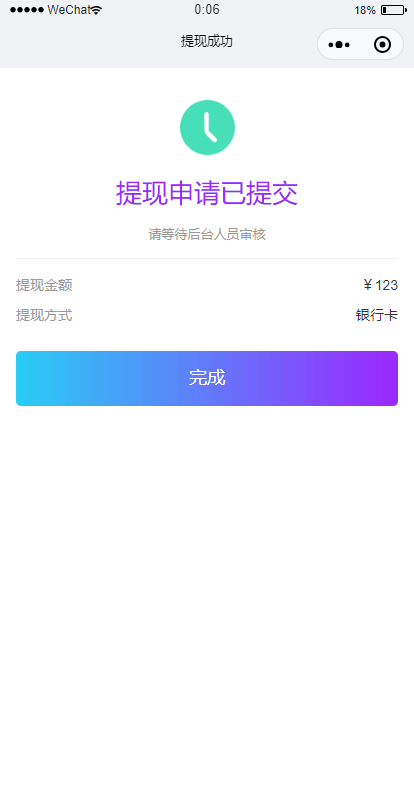 ●●●●● WeChat 0:06 18%
提现成功
提现申请已提交
请等待后台人员审核
提现金额 ¥ 123
提现方式 银行卡
完成